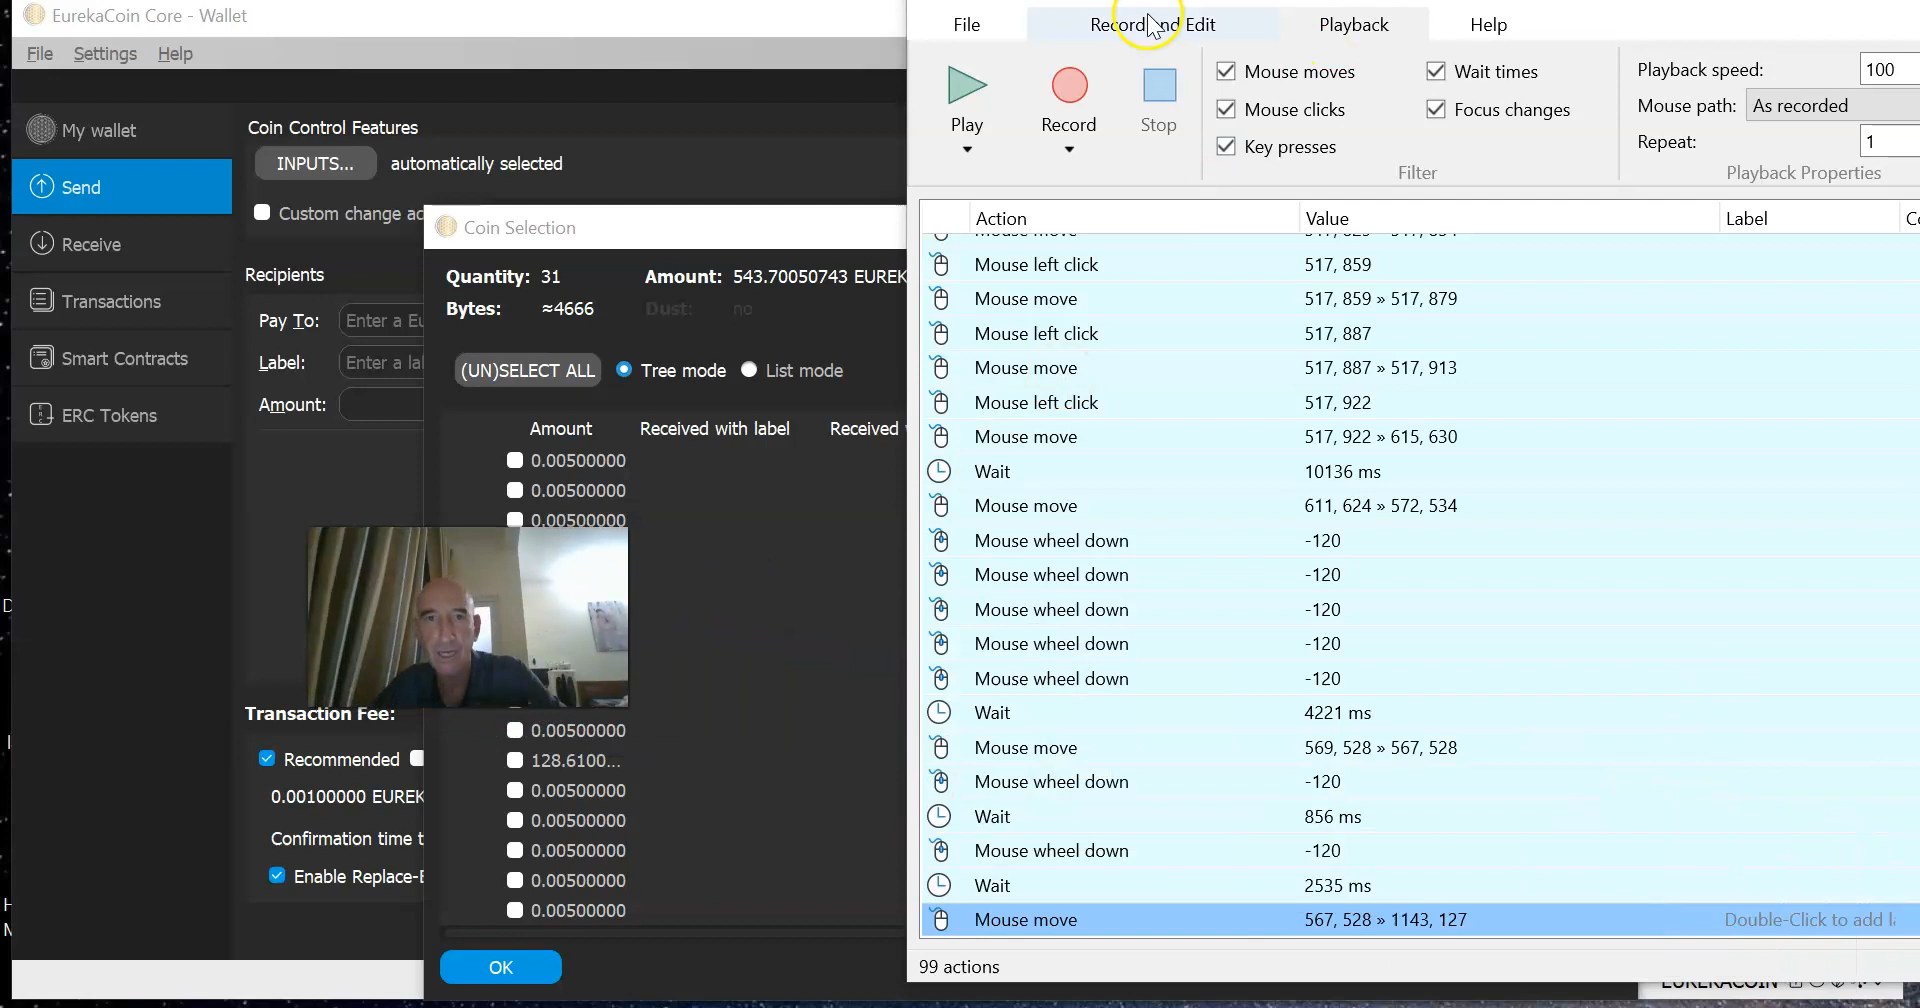 EurekaCoin Core - Wallet
File Settings Help
My wallet
Send
Receive
Transactions
Smart Contracts
ERC Tokens
Coin Control Features
INPUTS... automatically selected
Custom change ac
Recipients
Pay To: Enter a Eu
Label: Enter a lal
Amount:
Transaction Fee:
Recommended
0.00100000 EUREK
Confirmation time t
Enable Replace-E
Coin Selection
Quantity: 31 Amount: 543.70050743 EUREK
Bytes: ≈4666 Dust: no
(UN)SELECT ALL Tree mode List mode
Amount Received with label Received
0.00500000
0.00500000
0.00500000
0.00500000
128.6100...
0.00500000
0.00500000
0.00500000
0.00500000
0.00500000
OK
File Record and Edit Playback Help
Play Record Stop
Mouse moves Wait times
Mouse clicks Focus changes
Key presses
Filter
Playback speed: 100
Mouse path: As recorded
Repeat: 1
Playback Properties
Action Value Label Co
Mouse left click 517, 859
Mouse move 517, 859 » 517, 879
Mouse left click 517, 887
Mouse move 517, 887 » 517, 913
Mouse left click 517, 922
Mouse move 517, 922 » 615, 630
Wait 10136 ms
Mouse move 611, 624 » 572, 534
Mouse wheel down -120
Mouse wheel down -120
Mouse wheel down -120
Mouse wheel down -120
Mouse wheel down -120
Wait 4221 ms
Mouse move 569, 528 » 567, 528
Mouse wheel down -120
Wait 856 ms
Mouse wheel down -120
Wait 2535 ms
Mouse move 567, 528 » 1143, 127 Double-Click to add l
99 actions
EUREKACOIN